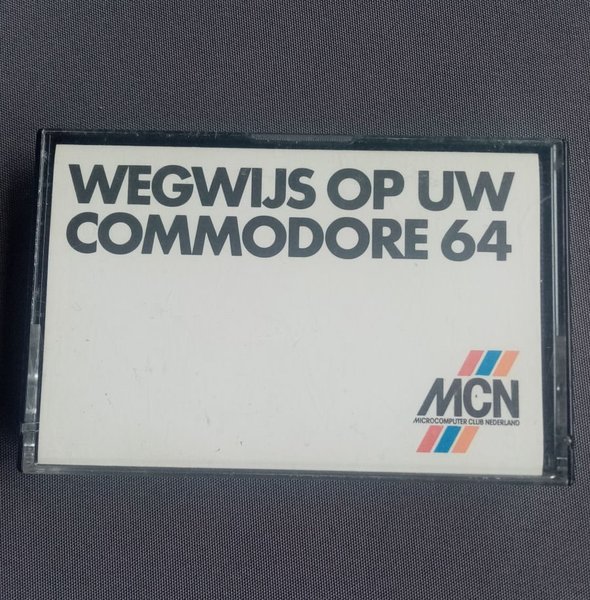 WEGWIJS OP UW
COMMODORE 64
MCN
MICROCOMPUTER CLUB NEDERLAND